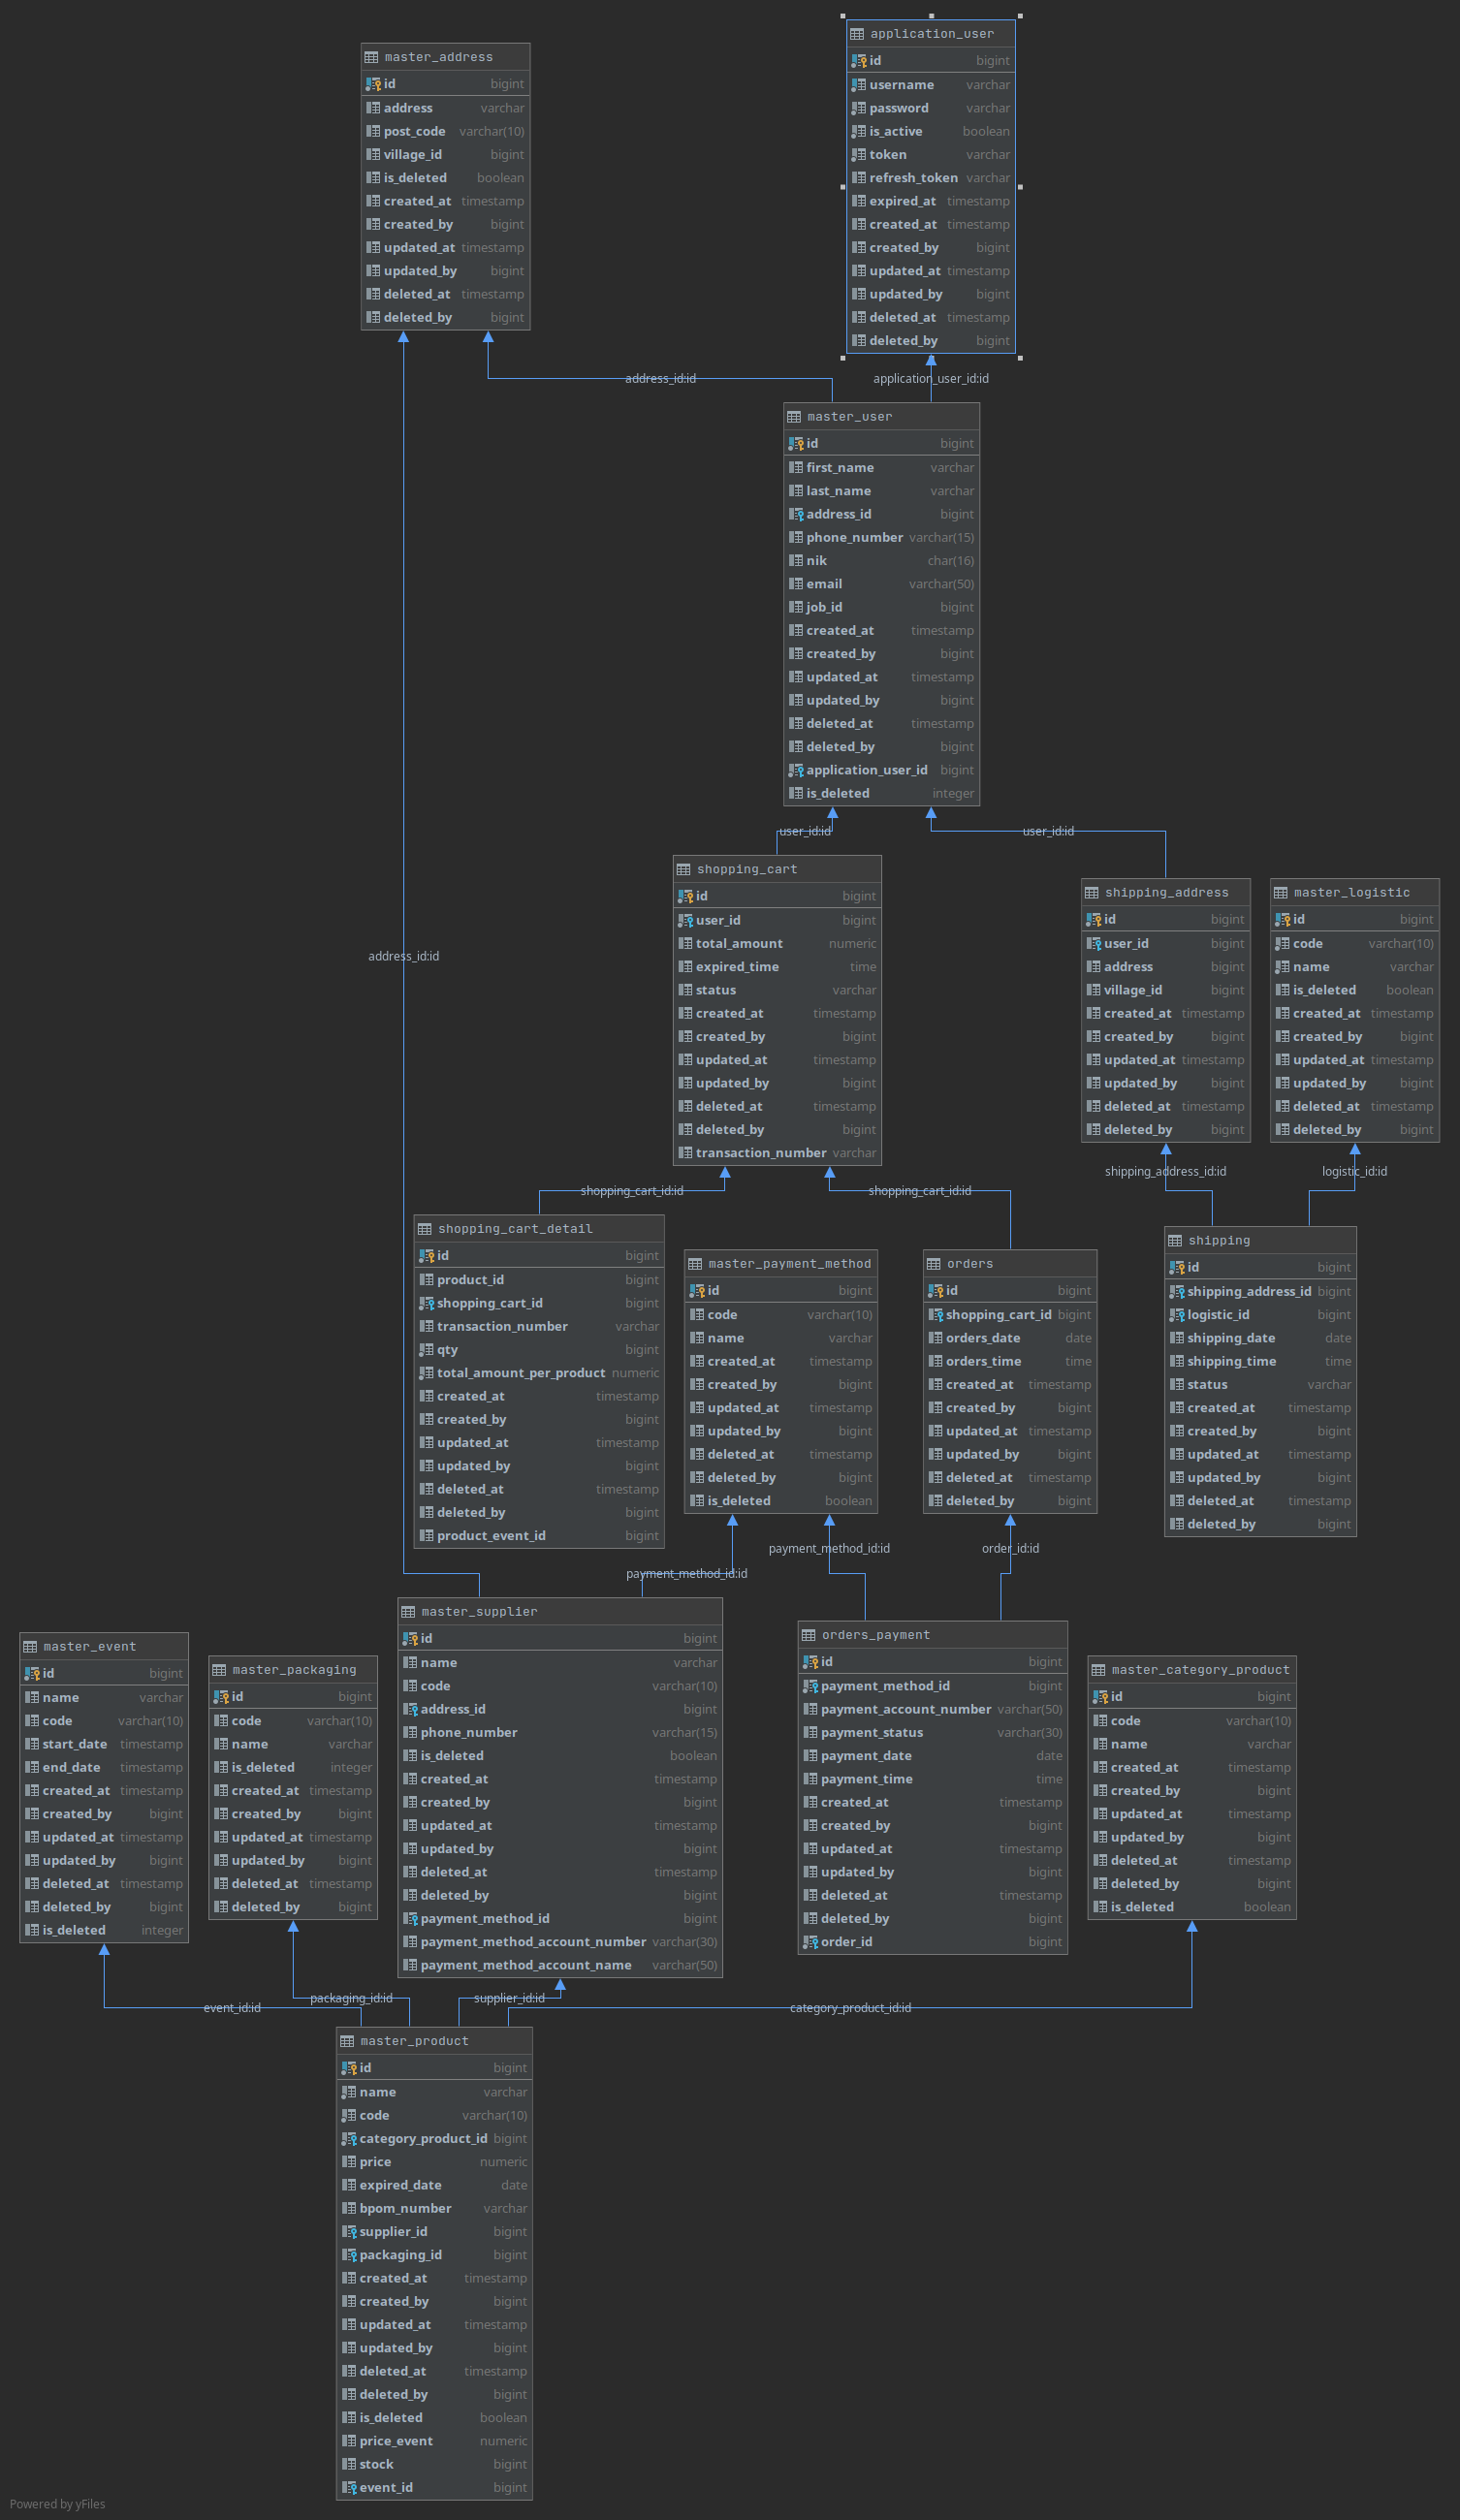 master_address
id bigint
address varchar
post_code varchar(10)
village_id bigint
is_deleted boolean
created_at timestamp
created_by bigint
updated_at timestamp
updated_by bigint
deleted_at timestamp
deleted_by bigint
application_user
id bigint
username varchar
password varchar
is_active boolean
token varchar
refresh_token varchar
expired_at timestamp
created_at timestamp
created_by bigint
updated_at timestamp
updated_by bigint
deleted_at timestamp
deleted_by bigint
address_id:id
application_user_id:id
master_user
id bigint
first_name varchar
last_name varchar
address_id bigint
phone_number varchar(15)
nik char(16)
email varchar(50)
job_id bigint
created_at timestamp
created_by bigint
updated_at timestamp
updated_by bigint
deleted_at timestamp
deleted_by bigint
application_user_id bigint
is_deleted integer
user_id:id
user_id:id
address_id:id
shopping_cart
id bigint
user_id bigint
total_amount numeric
expired_time time
status varchar
created_at timestamp
created_by bigint
updated_at timestamp
updated_by bigint
deleted_at timestamp
deleted_by bigint
transaction_number varchar
shipping_address
id bigint
user_id bigint
address bigint
village_id bigint
created_at timestamp
created_by bigint
updated_at timestamp
updated_by bigint
deleted_at timestamp
deleted_by bigint
master_logistic
id bigint
code varchar(10)
name varchar
is_deleted boolean
created_at timestamp
created_by bigint
updated_at timestamp
updated_by bigint
deleted_at timestamp
deleted_by bigint
shopping_cart_id:id
shopping_cart_id:id
shipping_address_id:id
logistic_id:id
shopping_cart_detail
id bigint
product_id bigint
shopping_cart_id bigint
transaction_number varchar
qty bigint
total_amount_per_product numeric
created_at timestamp
created_by bigint
updated_at timestamp
updated_by bigint
deleted_at timestamp
deleted_by bigint
product_event_id bigint
master_payment_method
id bigint
code varchar(10)
name varchar
created_at timestamp
created_by bigint
updated_at timestamp
updated_by bigint
deleted_at timestamp
deleted_by bigint
is_deleted boolean
orders
id bigint
shopping_cart_id bigint
orders_date date
orders_time time
created_at timestamp
created_by bigint
updated_at timestamp
updated_by bigint
deleted_at timestamp
deleted_by bigint
shipping
id bigint
shipping_address_id bigint
logistic_id bigint
shipping_date date
shipping_time time
status varchar
created_at timestamp
created_by bigint
updated_at timestamp
updated_by bigint
deleted_at timestamp
deleted_by bigint
payment_method_id:id
payment_method_id:id
order_id:id
master_event
id bigint
name varchar
code varchar(10)
start_date timestamp
end_date timestamp
created_at timestamp
created_by bigint
updated_at timestamp
updated_by bigint
deleted_at timestamp
deleted_by bigint
is_deleted integer
master_packaging
id bigint
code varchar(10)
name varchar
is_deleted integer
created_at timestamp
created_by bigint
updated_at timestamp
updated_by bigint
deleted_at timestamp
deleted_by bigint
master_supplier
id bigint
name varchar
code varchar(10)
address_id bigint
phone_number varchar(15)
is_deleted boolean
created_at timestamp
created_by bigint
updated_at timestamp
updated_by bigint
deleted_at timestamp
deleted_by bigint
payment_method_id bigint
payment_method_account_number varchar(30)
payment_method_account_name varchar(50)
orders_payment
id bigint
payment_method_id bigint
payment_account_number varchar(50)
payment_status varchar(30)
payment_date date
payment_time time
created_at timestamp
created_by bigint
updated_at timestamp
updated_by bigint
deleted_at timestamp
deleted_by bigint
order_id bigint
master_category_product
id bigint
code varchar(10)
name varchar
created_at timestamp
created_by bigint
updated_at timestamp
updated_by bigint
deleted_at timestamp
deleted_by bigint
is_deleted boolean
event_id:id
packaging_id:id
supplier_id:id
category_product_id:id
master_product
id bigint
name varchar
code varchar(10)
category_product_id bigint
price numeric
expired_date date
bpom_number varchar
supplier_id bigint
packaging_id bigint
created_at timestamp
created_by bigint
updated_at timestamp
updated_by bigint
deleted_at timestamp
deleted_by bigint
is_deleted boolean
price_event numeric
stock bigint
event_id bigint
Powered by yFiles